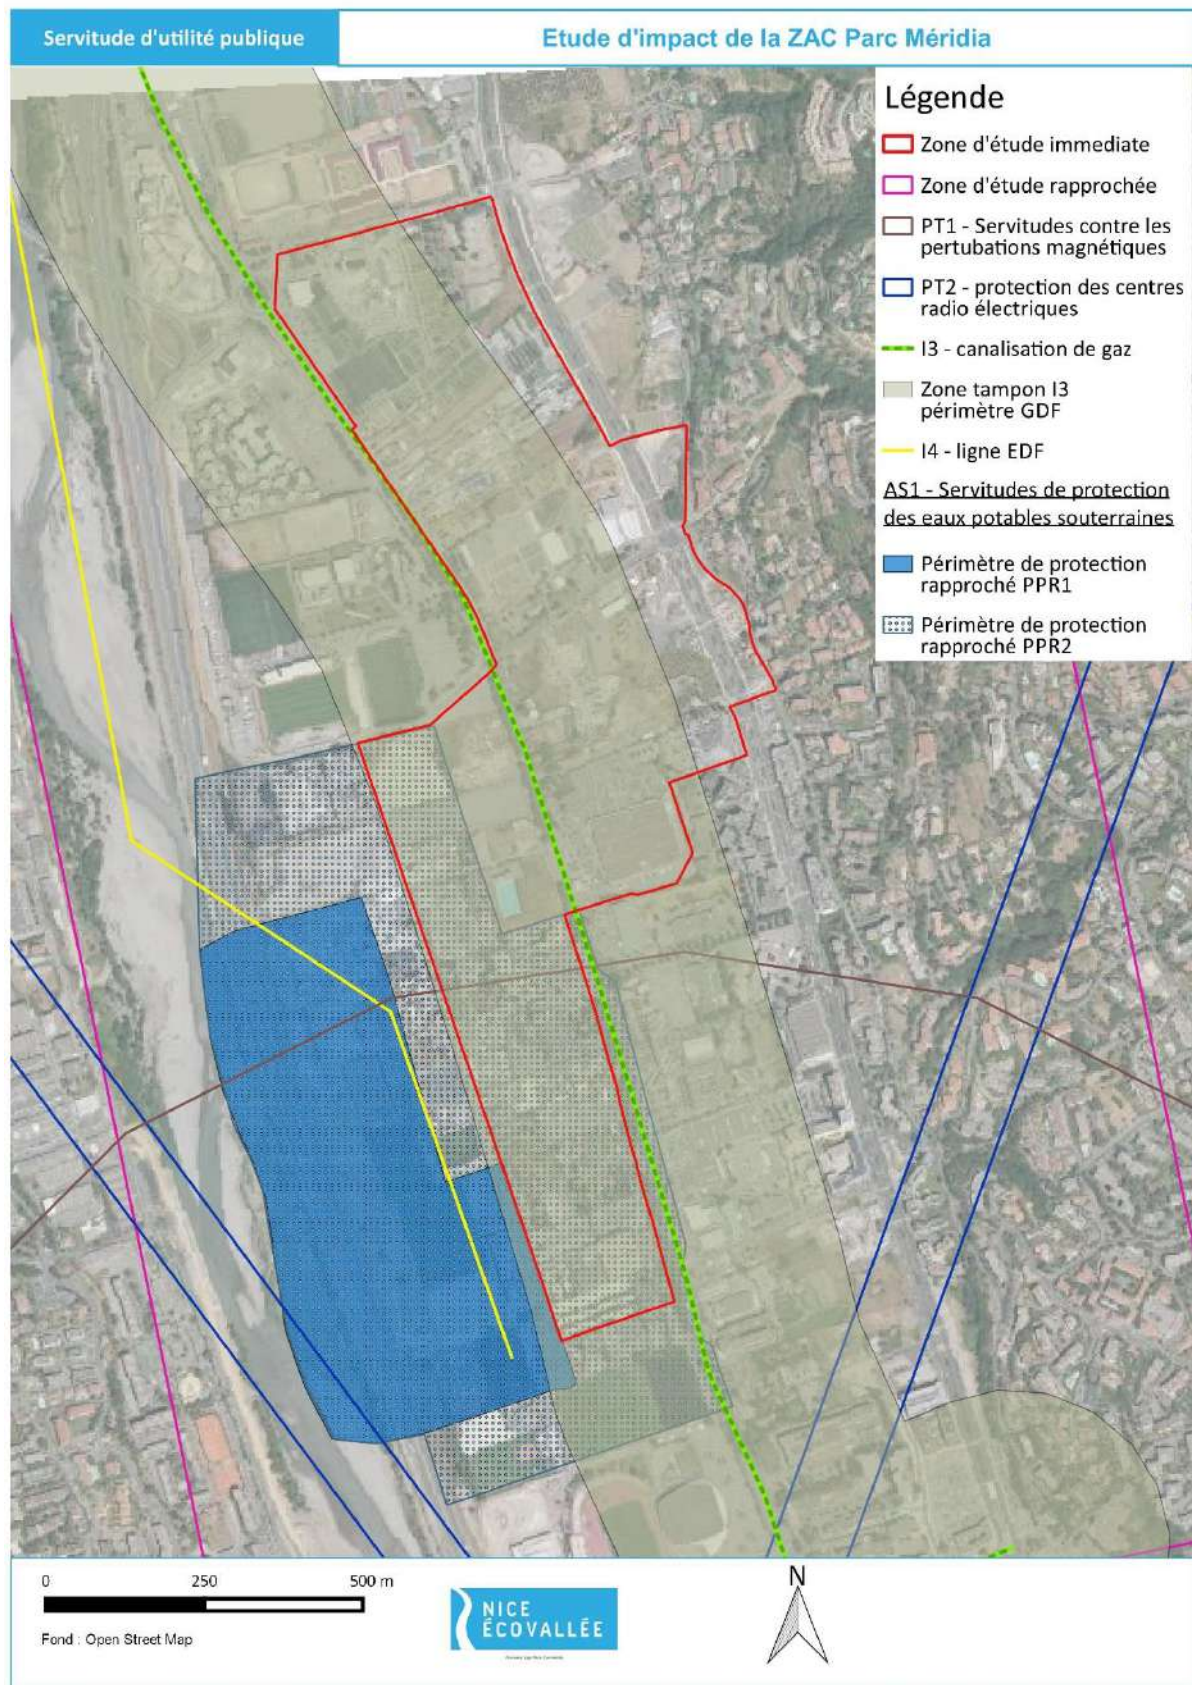 Servitude d'utilité publique
Etude d'impact de la ZAC Parc Méridia
Légende
Zone d'étude immediate
Zone d'étude rapprochée
PT1 - Servitudes contre les
pertubations magnétiques
PT2 - protection des centres
radio électriques
I3 - canalisation de gaz
Zone tampon I3
périmètre GDF
I4 - ligne EDF
AS1 - Servitudes de protection
des eaux potables souterraines
Périmètre de protection
rapproché PPR1
Périmètre de protection
rapproché PPR2
0 250 500 m
Fond : Open Street Map
NICE
ÉCOVALLÉE
N